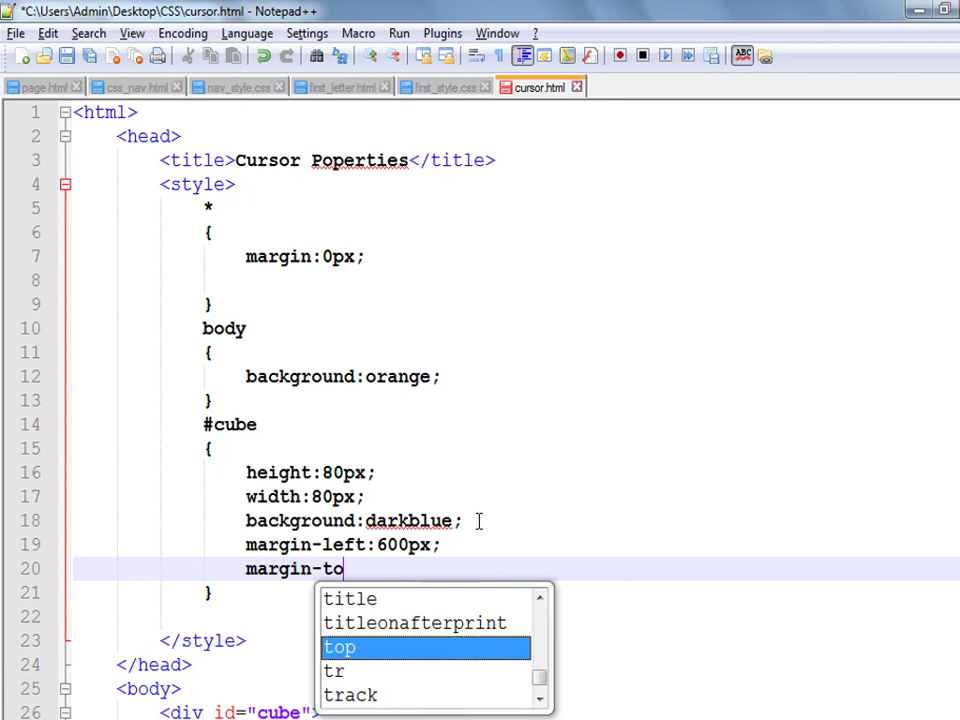 *C:\Users\Admin\Desktop\CSS\cursor.html - Notepad++
File Edit Search View Encoding Language Settings Macro Run Plugins Window ?
page.html css_nav.html nav_style.css first_letter.html first_style.css cursor.html
1 <html>
2 <head>
3 <title>Cursor Poperties</title>
4 <style>
5 *
6 {
7 margin:0px;
8
9 }
10 body
11 {
12 background:orange;
13 }
14 #cube
15 {
16 height:80px;
17 width:80px;
18 background:darkblue;
19 margin-left:600px;
20 margin-to
21 }
title
22
titleonafterprint
23 </style>
top
24 </head>
tr
25 <body>
track
26 <div id="cube">